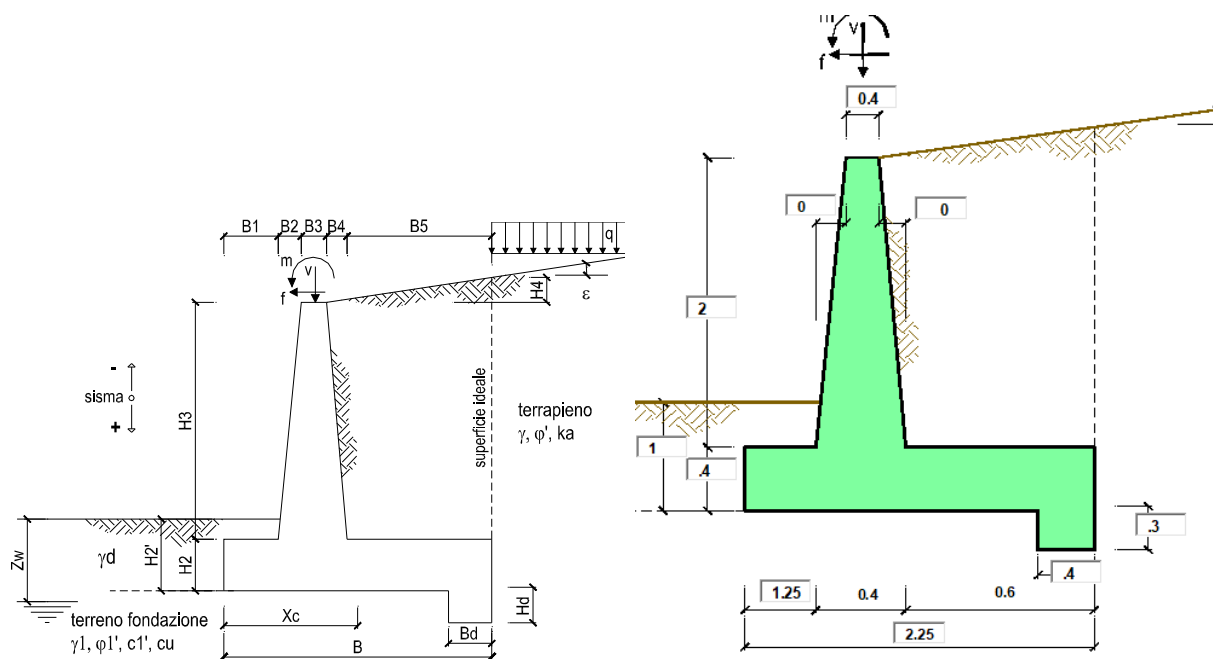 B1 B2 B3 B4 B5
q
m
v
f
H4
ε
H3
-
sisma
+
superficie ideale
terrapieno
γ, φ', ka
Zw
γd
H2'
H2
Xc
Hd
Bd
B
terreno fondazione
γ1, φ1', c1', cu
m
v
f
0.4
0
0
2
1
.4
.3
.4
1.25
0.4
0.6
2.25